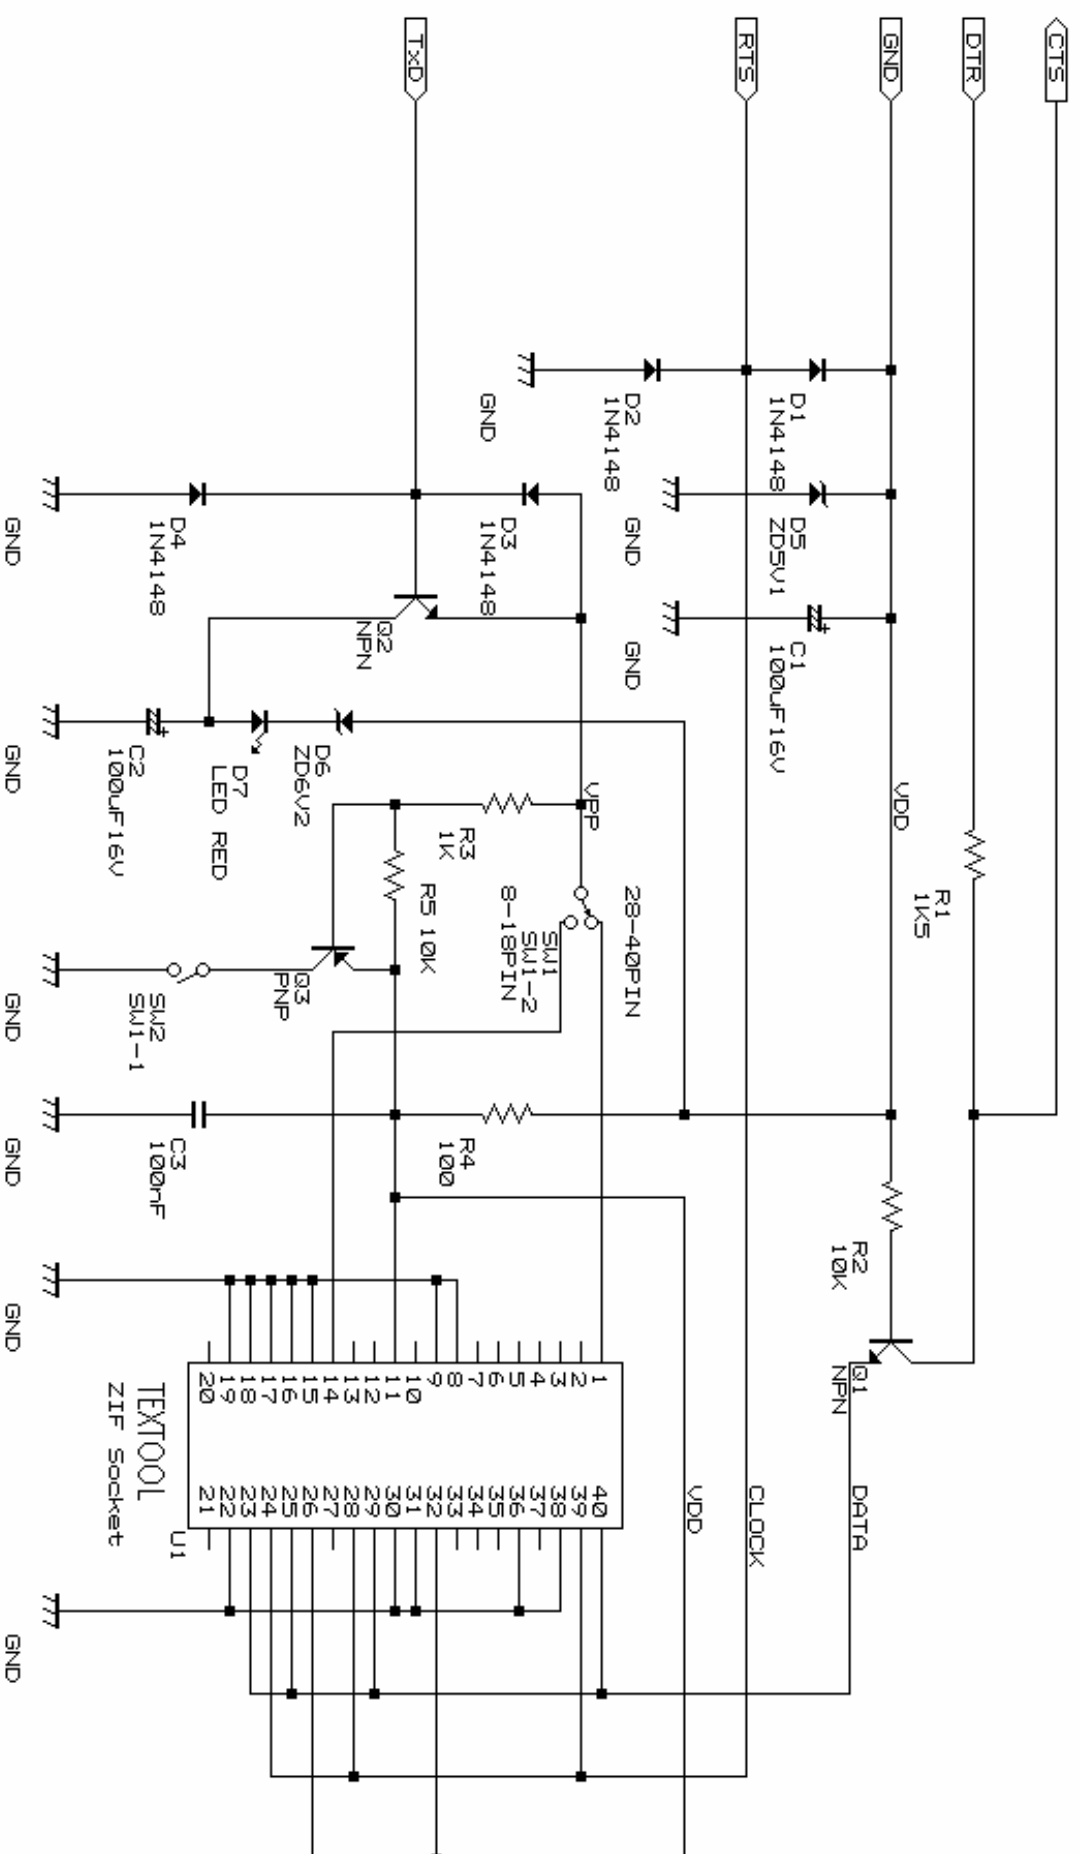 CTS
DTR
GND
RTS
TxD
D1
1N4148
D2
1N4148
GND
D5
ZD5V1
GND
C1
100uF16V
GND
D3
1N4148
D4
1N4148
GND
Q2
NPN
VDD
R1
1K5
D6
ZD6V2
D7
LED RED
C2
100uF16V
GND
VPP
R3
1K
R5 10K
28-40PIN
SW1
SW1-2
8-18PIN
Q3
PNP
SW2
SW1-1
GND
R4
100
C3
100nF
GND
R2
10K
Q1
NPN
GND
1
2
3
4
5
6
7
8
9
10
11
12
13
14
15
16
17
18
19
20
TEXTOOL
ZIF Socket
40
39
38
37
36
35
34
33
32
31
30
29
28
27
26
25
24
23
22
21
U1
DATA
CLOCK
VDD
GND